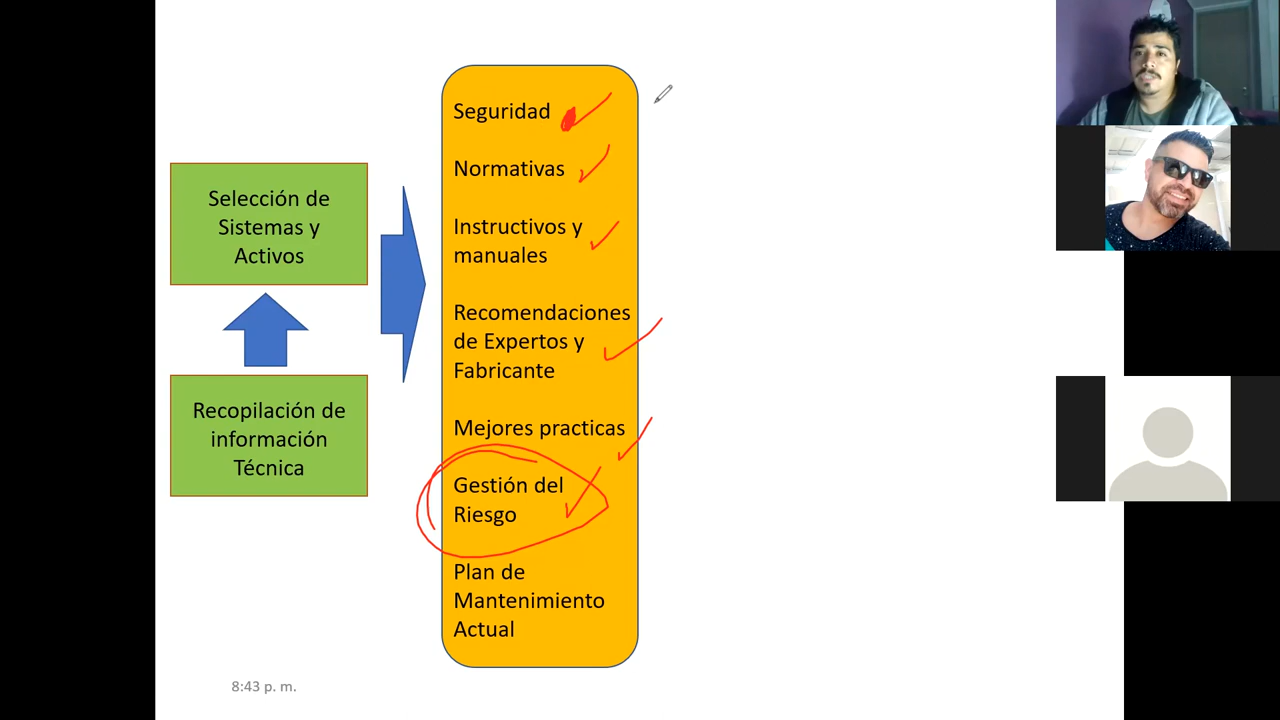 Selección de
Sistemas y
Activos
Recopilación de
información
Técnica
Seguridad
Normativas
Instructivos y
manuales
Recomendaciones
de Expertos y
Fabricante
Mejores practicas
Gestión del
Riesgo
Plan de
Mantenimiento
Actual
8:43 p. m.